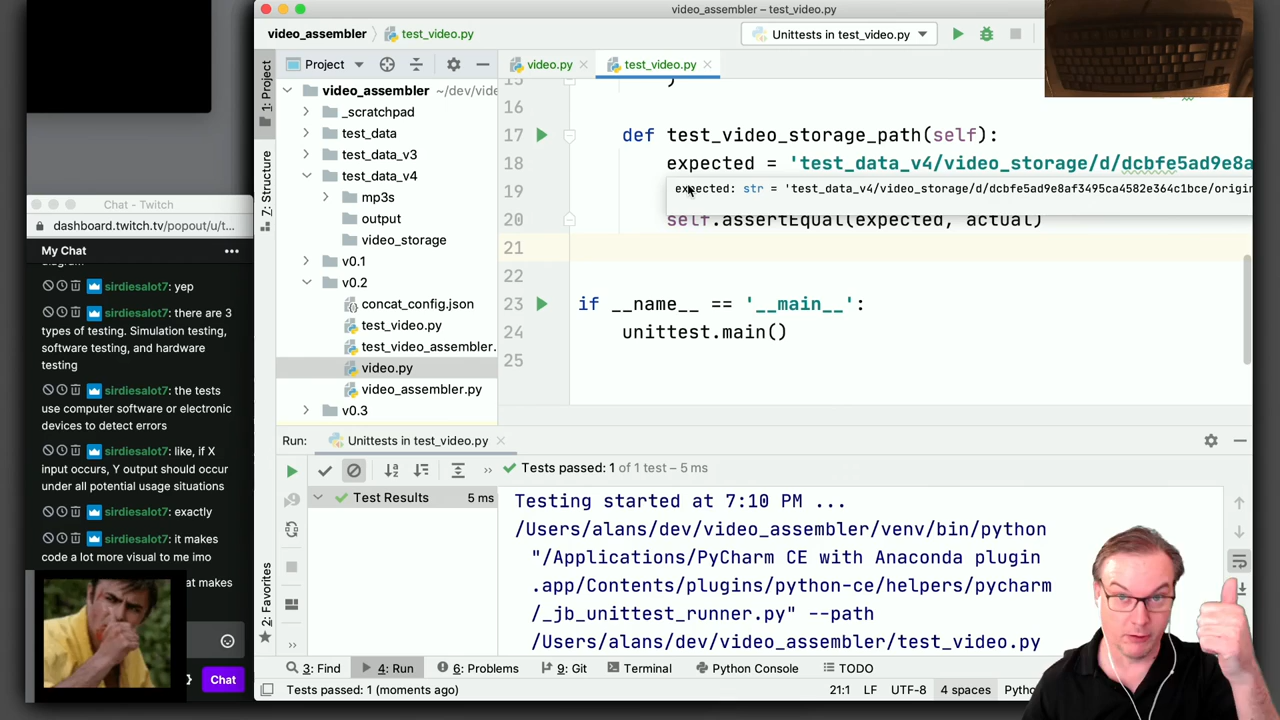 Chat - Twitch
dashboard.twitch.tv/popout/u/t...
My Chat
sirdiesalot7: yep
sirdiesalot7: there are 3
types of testing. Simulation testing,
software testing, and hardware
testing
sirdiesalot7: the tests
use computer software or electronic
devices to detect errors
sirdiesalot7: like, if X
input occurs, Y output should occur
under all potential usage situations
sirdiesalot7: exactly
sirdiesalot7: it makes
code a lot more visual to me imo
at makes
Chat
video_assembler – test_video.py
video_assembler
test_video.py
Unittests in test_video.py
1: Project
7: Structure
2: Favorites
Project
video_assembler ~/dev/vide
_scratchpad
test_data
test_data_v3
test_data_v4
mp3s
output
video_storage
v0.1
v0.2
concat_config.json
test_video.py
test_video_assembler.
video.py
video_assembler.py
v0.3
video.py
test_video.py
15 )
16
17 def test_video_storage_path(self):
18 expected = 'test_data_v4/video_storage/d/dcbfe5ad9e8a
19 expected: str = 'test_data_v4/video_storage/d/dcbfe5ad9e8af3495ca4582e364c1bce/origin
20 self.assertEqual(expected, actual)
21
22
23 if __name__ == '__main__':
24 unittest.main()
25
Run:
Unittests in test_video.py
Tests passed: 1 of 1 test – 5 ms
Test Results 5 ms
Testing started at 7:10 PM ...
/Users/alans/dev/video_assembler/venv/bin/python
"/Applications/PyCharm CE with Anaconda plugin
.app/Contents/plugins/python-ce/helpers/pycharm
/_jb_unittest_runner.py" --path
/Users/alans/dev/video_assembler/test_video.py
3: Find
4: Run
6: Problems
9: Git
Terminal
Python Console
TODO
Tests passed: 1 (moments ago)
21:1
LF
UTF-8
4 spaces
Pytho